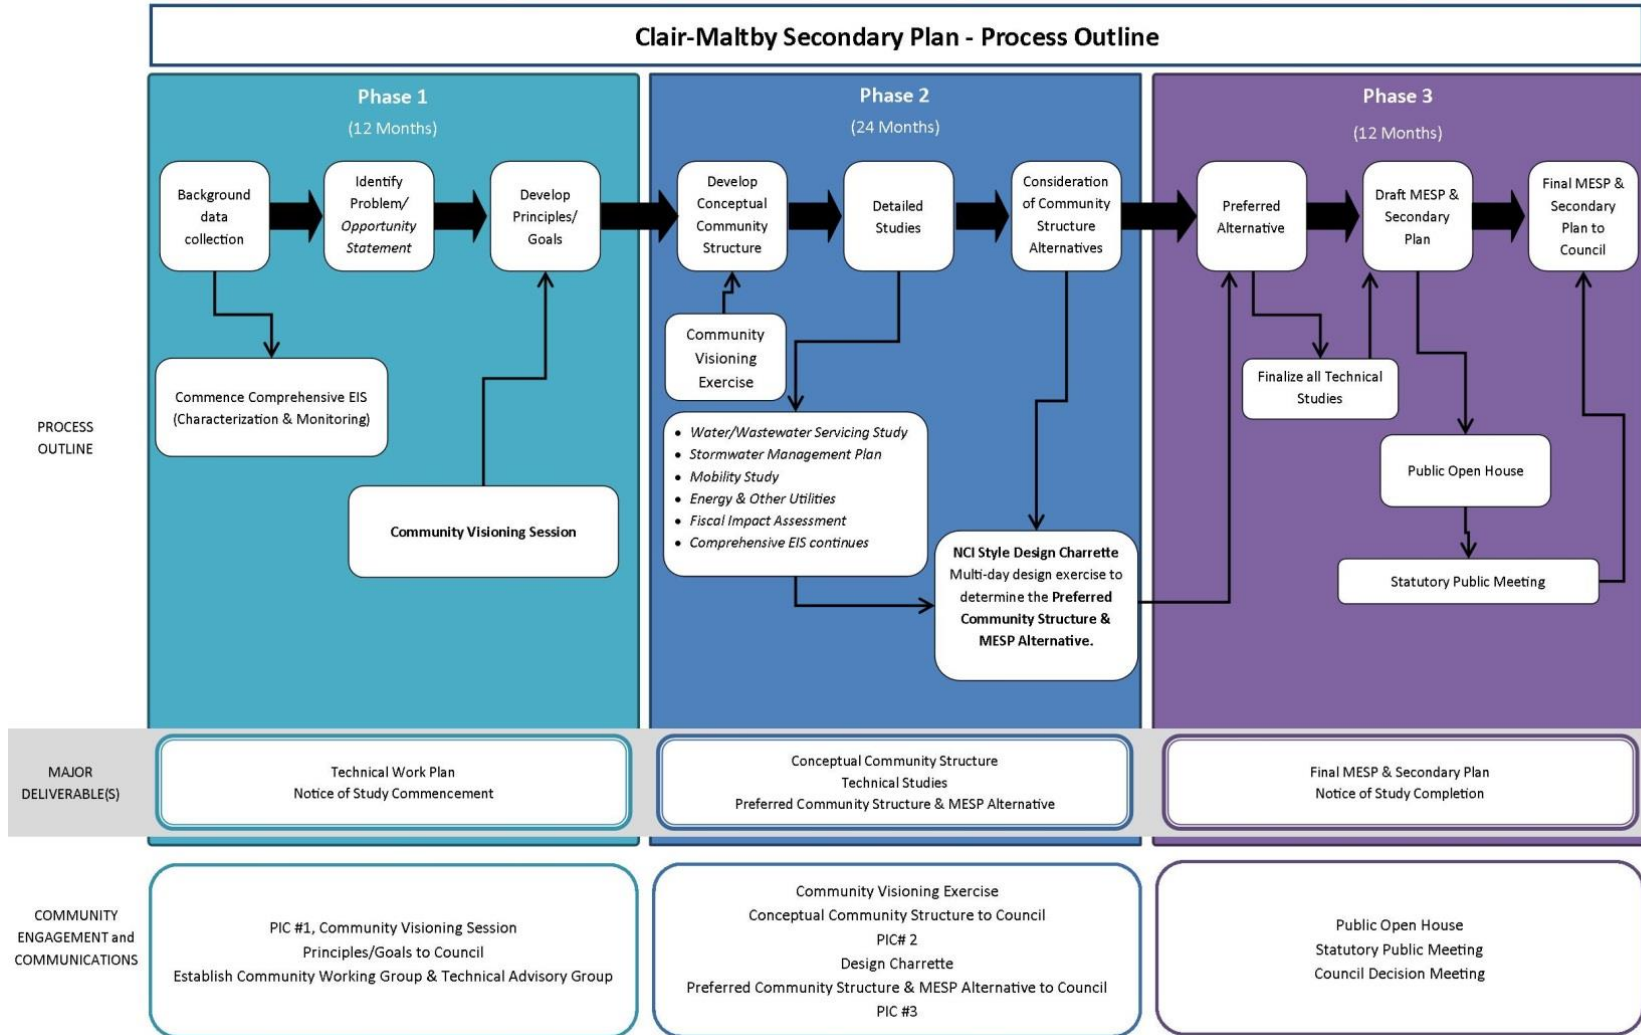 Clair-Maltby Secondary Plan - Process Outline
Phase 1
(12 Months)
Background
data
collection
Identify
Problem/
Opportunity
Statement
Develop
Principles/
Goals
Commence Comprehensive EIS
(Characterization & Monitoring)
Community Visioning Session
Phase 2
(24 Months)
Develop
Conceptual
Community
Structure
Detailed
Studies
Consideration
of Community
Structure
Alternatives
Community
Visioning
Exercise
• Water/Wastewater Servicing Study
• Stormwater Management Plan
• Mobility Study
• Energy & Other Utilities
• Fiscal Impact Assessment
• Comprehensive EIS continues
NCI Style Design Charrette
Multi-day design exercise to
determine the Preferred
Community Structure &
MESP Alternative.
Phase 3
(12 Months)
Preferred
Alternative
Draft MESP &
Secondary
Plan
Final MESP &
Secondary
Plan to
Council
Finalize all Technical
Studies
Public Open House
Statutory Public Meeting
PROCESS
OUTLINE
MAJOR
DELIVERABLE(S)
Technical Work Plan
Notice of Study Commencement
Conceptual Community Structure
Technical Studies
Preferred Community Structure & MESP Alternative
Final MESP & Secondary Plan
Notice of Study Completion
COMMUNITY
ENGAGEMENT and
COMMUNICATIONS
PIC #1, Community Visioning Session
Principles/Goals to Council
Establish Community Working Group & Technical Advisory Group
Community Visioning Exercise
Conceptual Community Structure to Council
PIC# 2
Design Charrette
Preferred Community Structure & MESP Alternative to Council
PIC #3
Public Open House
Statutory Public Meeting
Council Decision Meeting